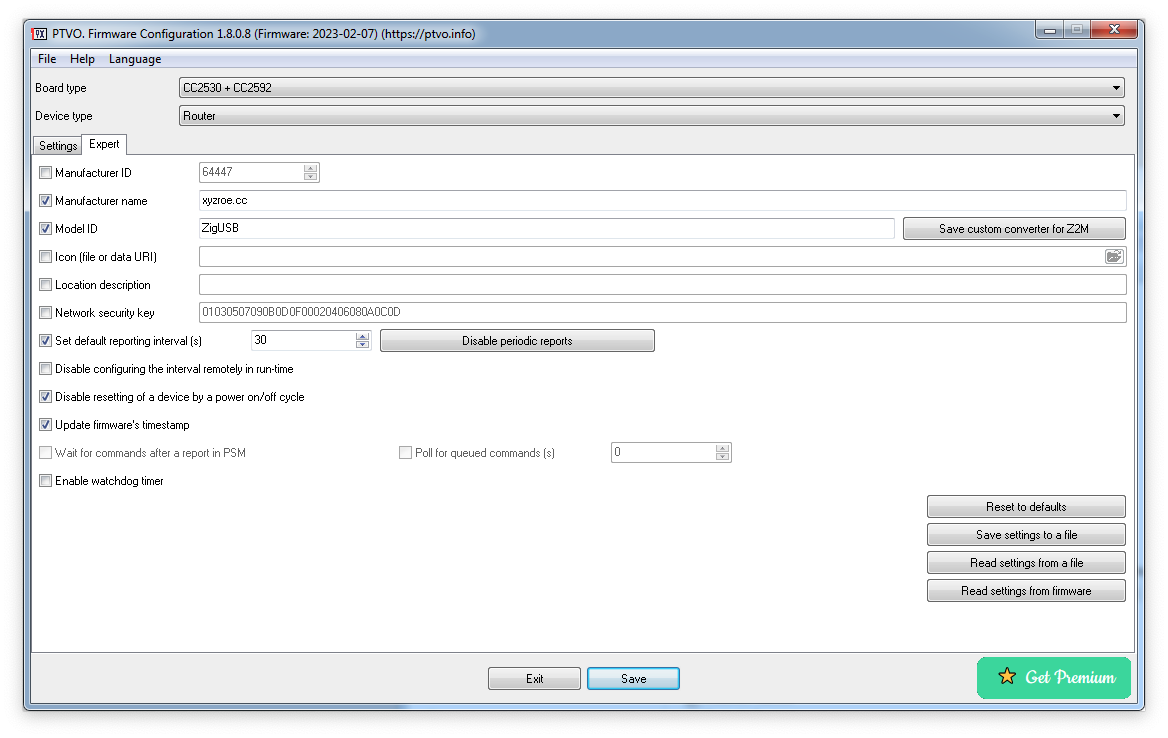 PTVO. Firmware Configuration 1.8.0.8 (Firmware: 2023-02-07) (https://ptvo.info)
File Help Language
Board type CC2530 + CC2592
Device type Router
Settings Expert
Manufacturer ID 64447
Manufacturer name xyzroe.cc
Model ID ZigUSB Save custom converter for Z2M
Icon (file or data URI)
Location description
Network security key 01030507090B0D0F00020406080A0C0D
Set default reporting interval (s) 30 Disable periodic reports
Disable configuring the interval remotely in run-time
Disable resetting of a device by a power on/off cycle
Update firmware's timestamp
Wait for commands after a report in PSM Poll for queued commands (s) 0
Enable watchdog timer
Reset to defaults
Save settings to a file
Read settings from a file
Read settings from firmware
Exit Save Get Premium